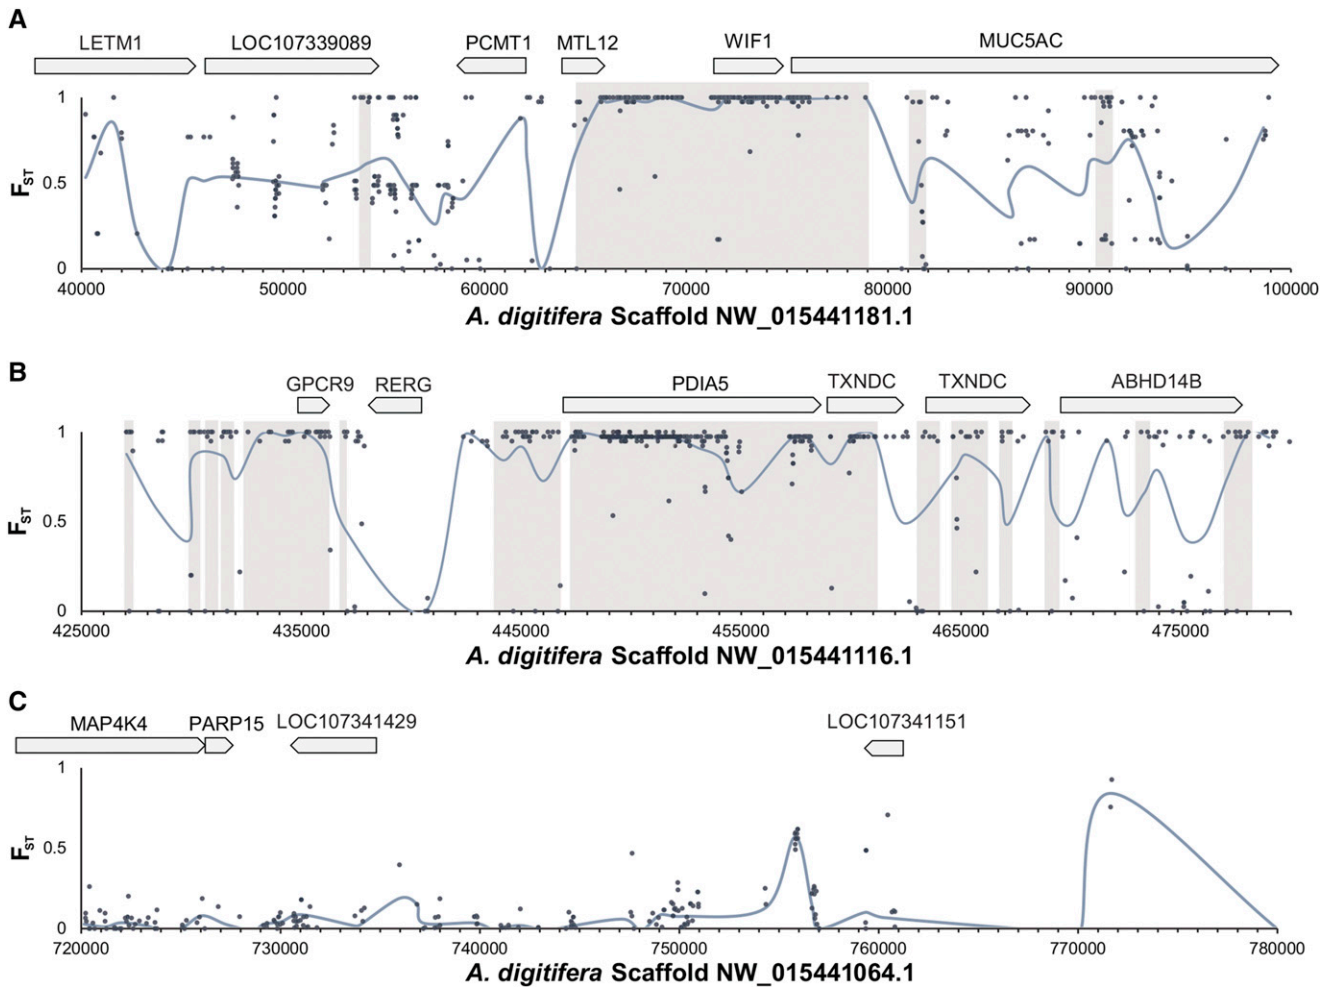 A
LETM1 LOC107339089 PCMT1 MTL12 WIF1 MUC5AC
1
0.5
0
FST
40000 50000 60000 70000 80000 90000 100000
A. digitifera Scaffold NW_015441181.1
B
GPCR9 RERG PDIA5 TXNDC TXNDC ABHD14B
1
0.5
0
FST
425000 435000 445000 455000 465000 475000
A. digitifera Scaffold NW_015441116.1
C
MAP4K4 PARP15 LOC107341429 LOC107341151
1
0.5
0
FST
720000 730000 740000 750000 760000 770000 780000
A. digitifera Scaffold NW_015441064.1